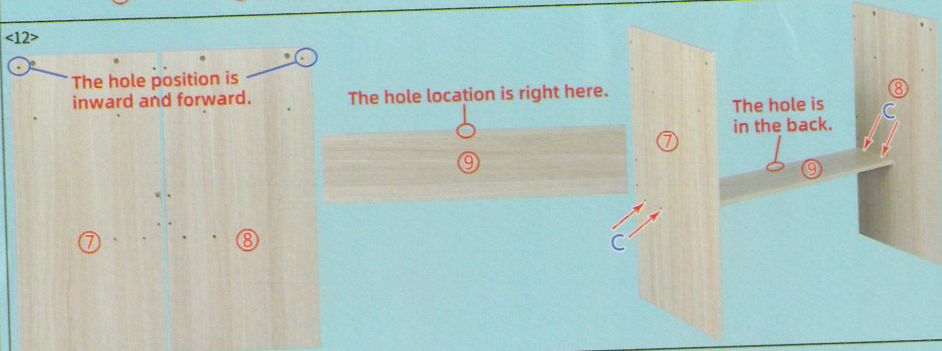 <12>
The hole position is
inward and forward.
⑦
⑧
The hole location is right here.
⑨
⑦
C
The hole is
in the back.
⑨
⑧
C